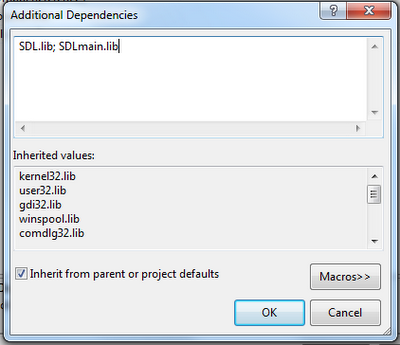 Additional Dependencies
SDL.lib; SDLmain.lib
Inherited values:
kernel32.lib
user32.lib
gdi32.lib
winspool.lib
comdlg32.lib
Inherit from parent or project defaults
Macros>>
OK
Cancel